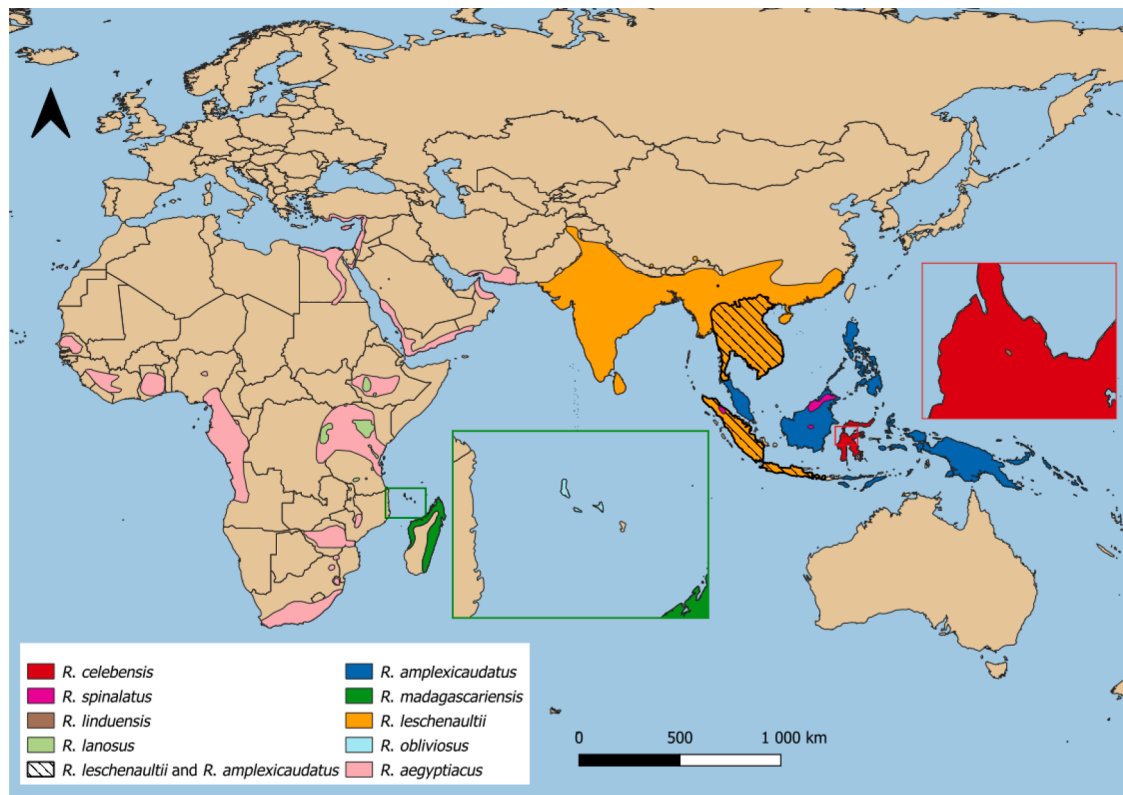 R. celebensis
R. spinalatus
R. linduensis
R. lanosus
R. leschenaultii and R. amplexicaudatus
R. amplexicaudatus
R. madagascariensis
R. leschenaultii
R. obliviosus
R. aegyptiacus
0 500 1 000 km